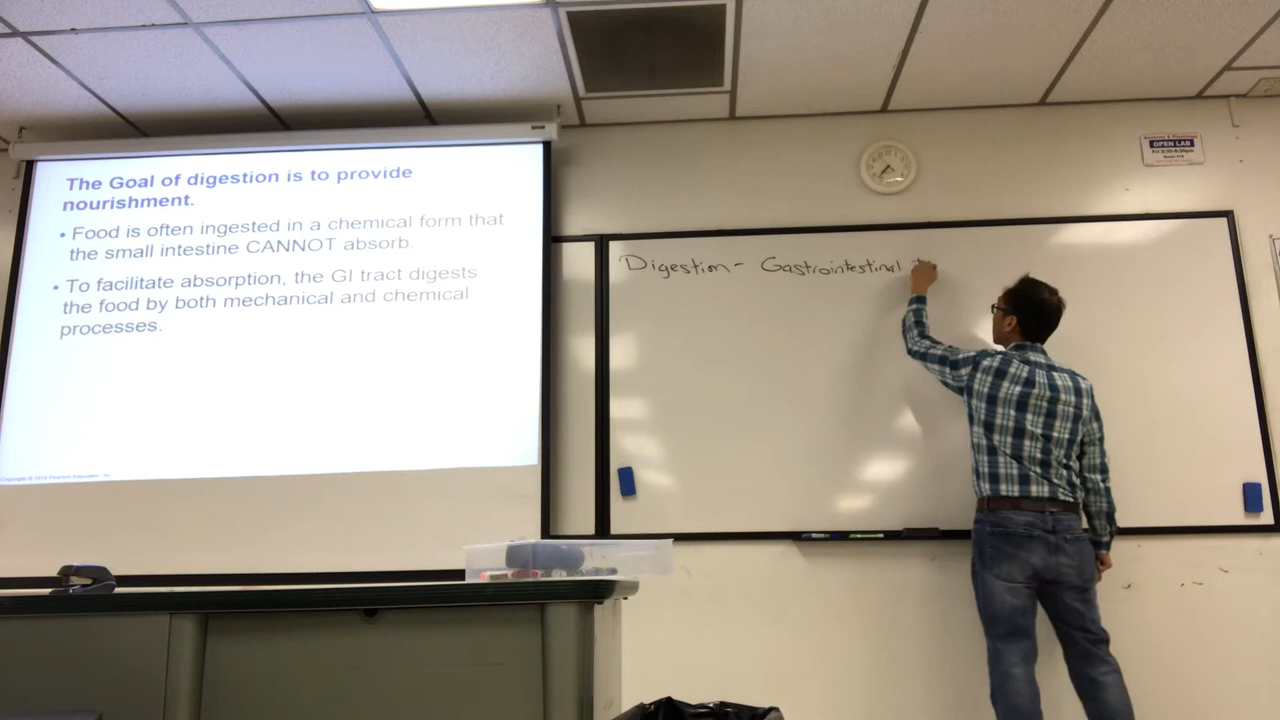 The Goal of digestion is to provide
nourishment.
• Food is often ingested in a chemical form that
the small intestine CANNOT absorb.
• To facilitate absorption, the GI tract digests
the food by both mechanical and chemical
processes.
Digestion - Gastrointestinal
Anatomy & Physiology
OPEN LAB